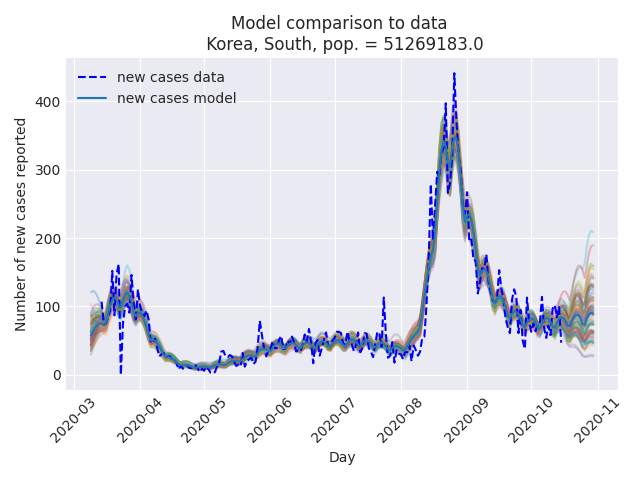 Model comparison to data
Korea, South, pop. = 51269183.0
new cases data
new cases model
Number of new cases reported
400
300
200
100
0
2020-03
2020-04
2020-05
2020-06
2020-07
2020-08
2020-09
2020-10
2020-11
Day